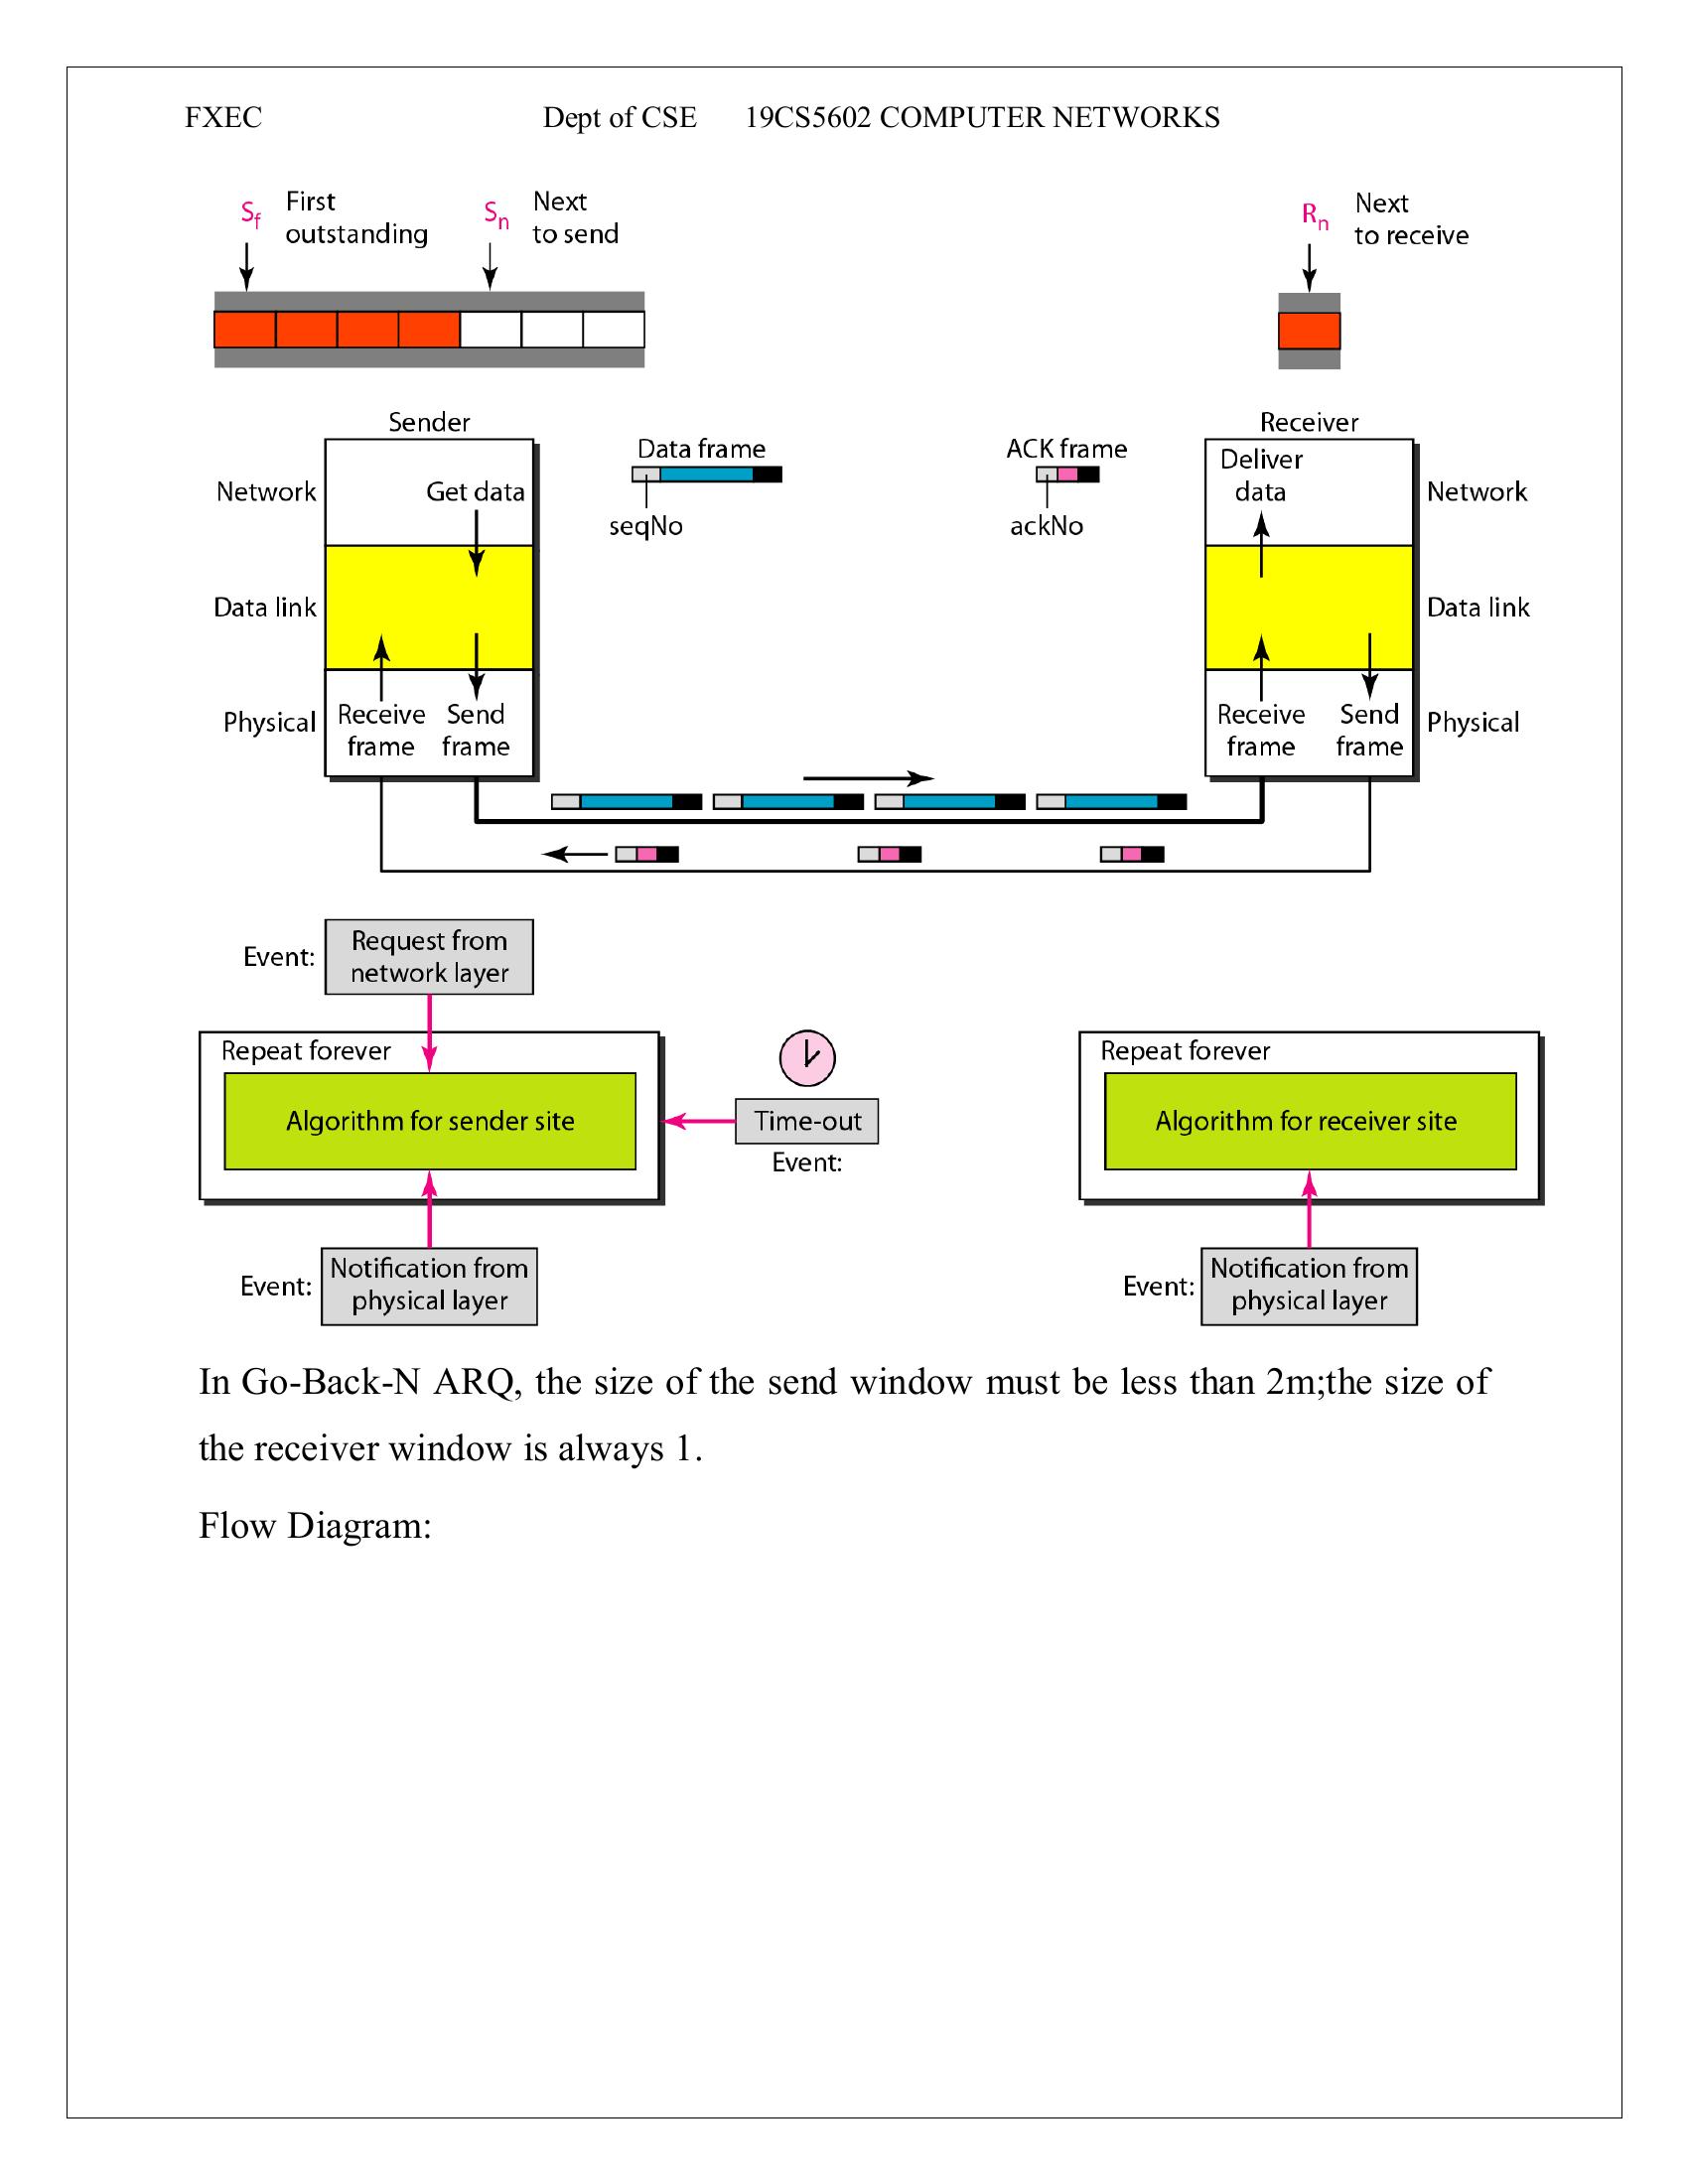 FXEC Dept of CSE 19CS5602 COMPUTER NETWORKS
Sf First outstanding
Sn Next to send
Rn Next to receive
Sender
Receiver
Data frame
seqNo
ACK frame
ackNo
Network
Get data
Deliver data
Network
Data link
Data link
Physical
Receive frame
Send frame
Receive frame
Send frame
Physical
Event:
Request from
network layer
Repeat forever
Algorithm for sender site
Time-out
Event:
Repeat forever
Algorithm for receiver site
Event:
Notification from
physical layer
Event:
Notification from
physical layer
In Go-Back-N ARQ, the size of the send window must be less than 2m;the size of
the receiver window is always 1.
Flow Diagram: